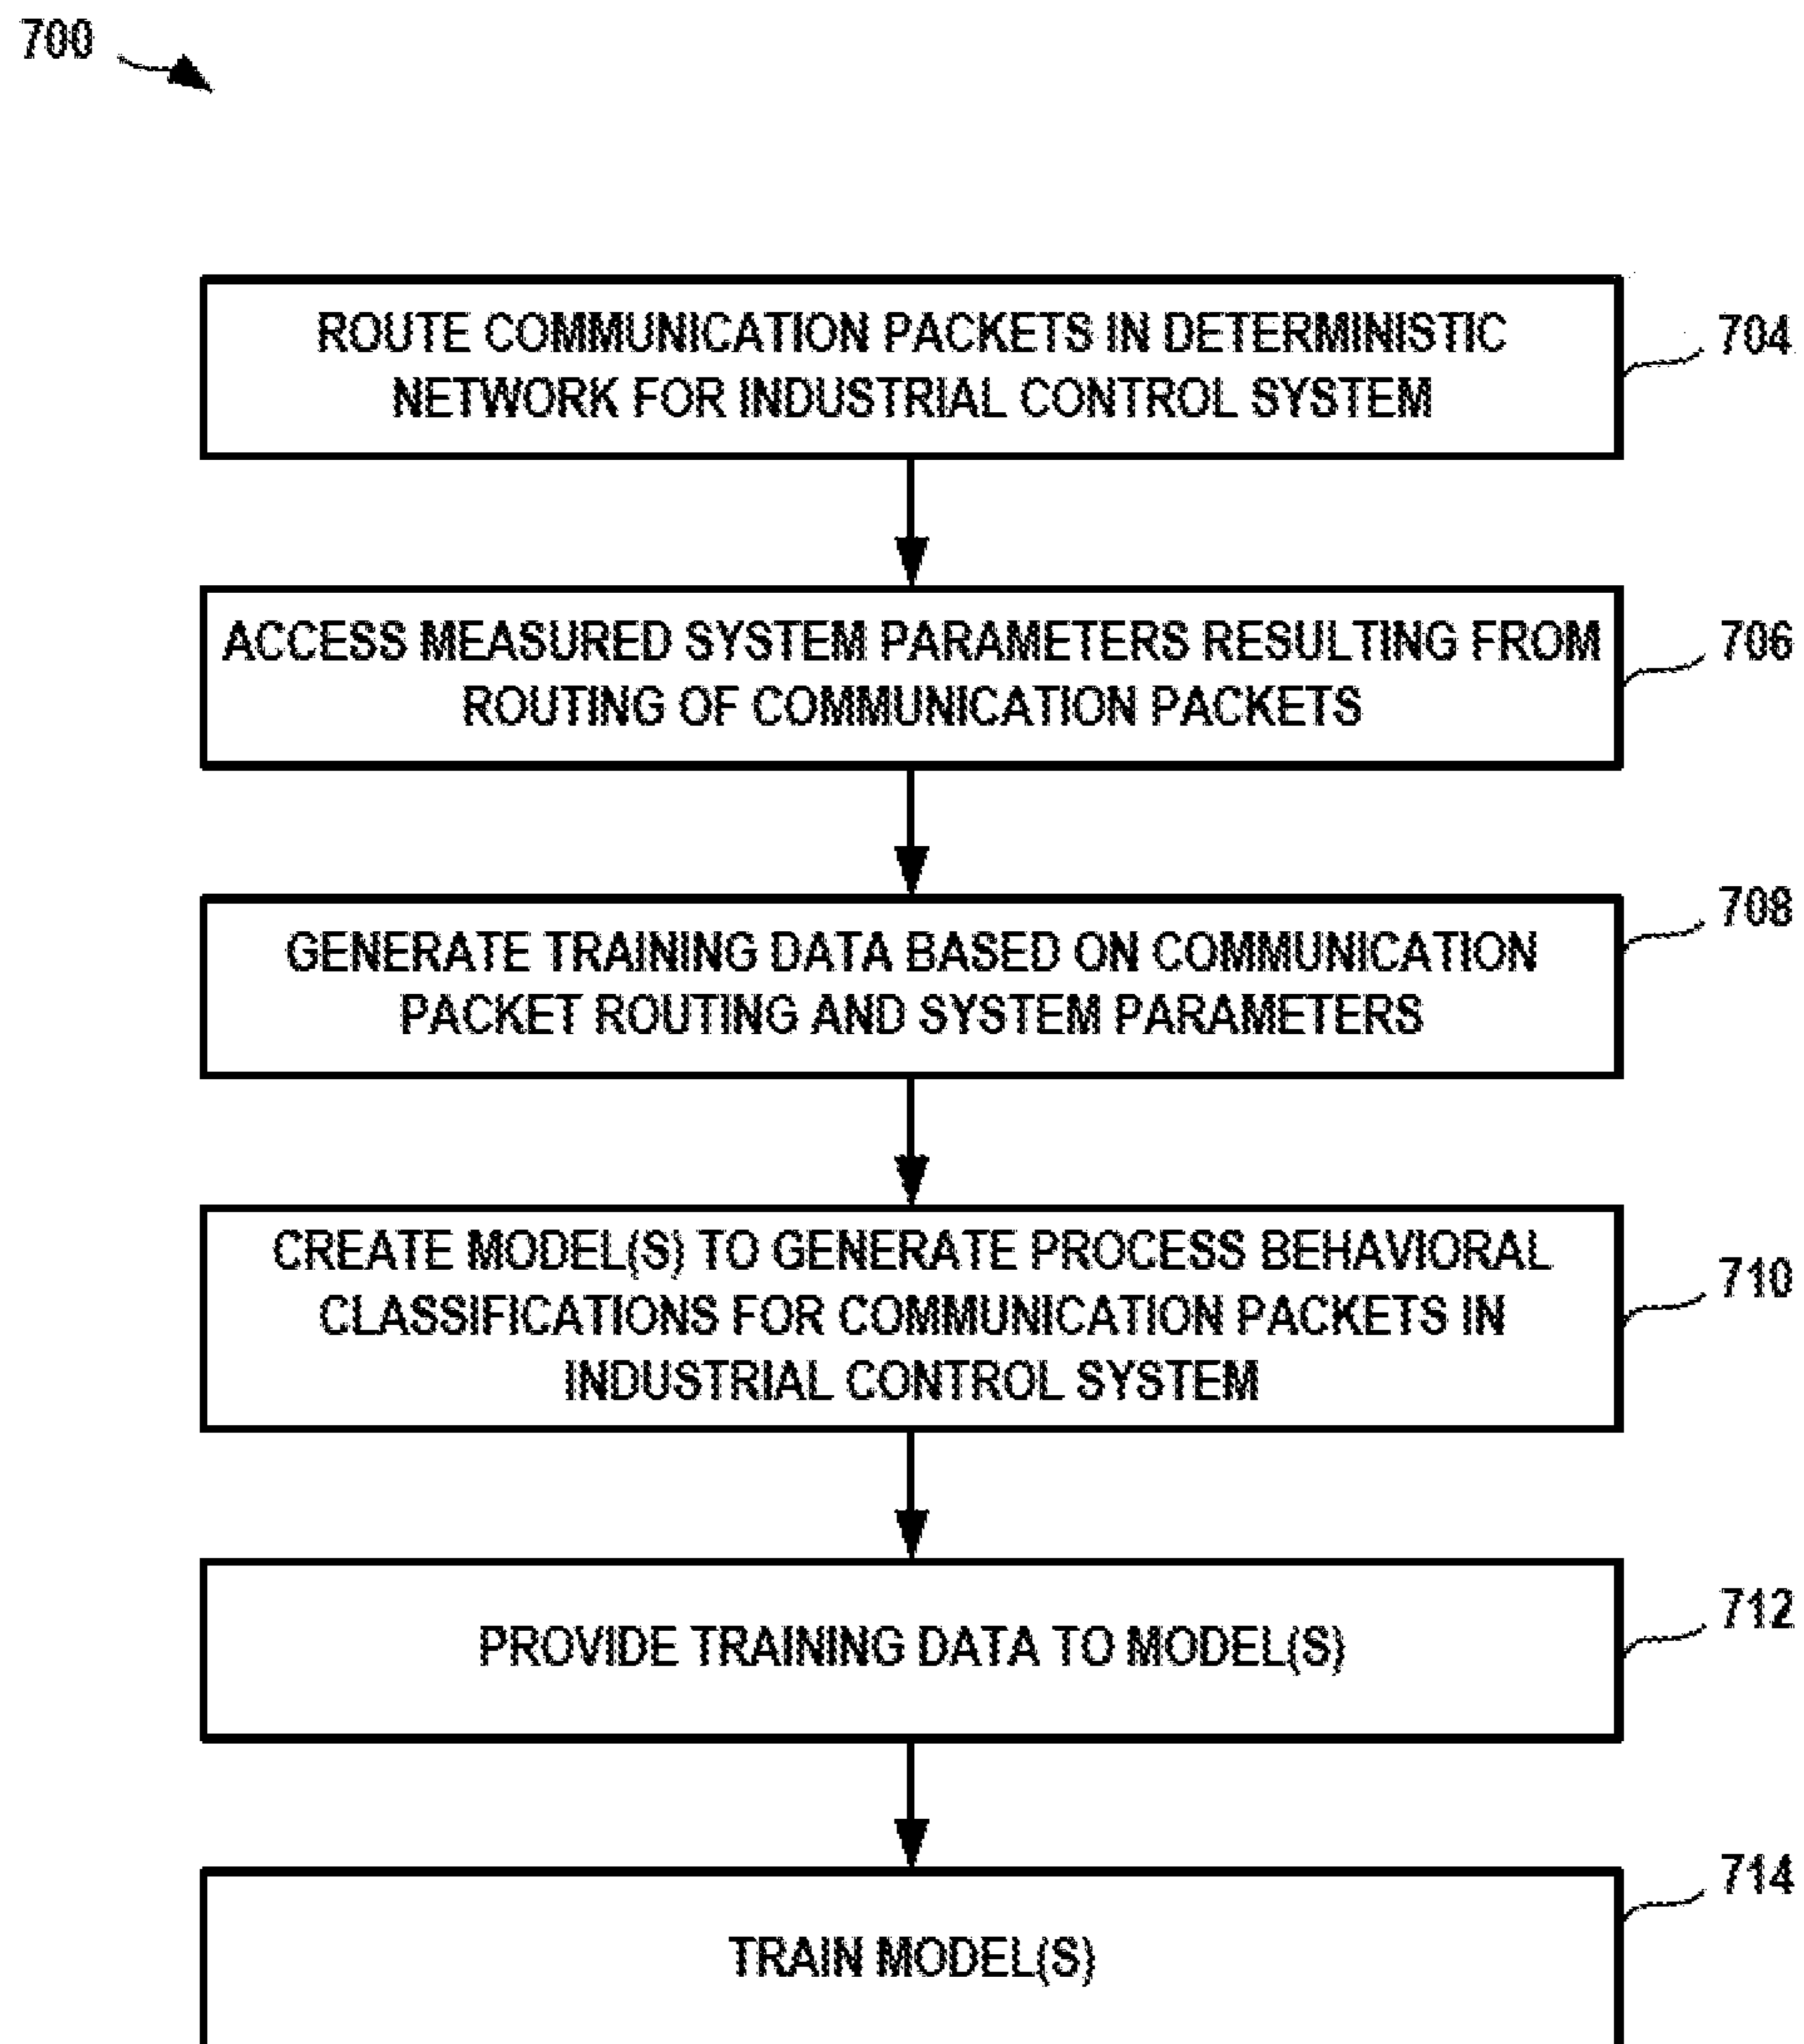 700
ROUTE COMMUNICATION PACKETS IN DETERMINISTIC
NETWORK FOR INDUSTRIAL CONTROL SYSTEM
704
ACCESS MEASURED SYSTEM PARAMETERS RESULTING FROM
ROUTING OF COMMUNICATION PACKETS
706
GENERATE TRAINING DATA BASED ON COMMUNICATION
PACKET ROUTING AND SYSTEM PARAMETERS
708
CREATE MODEL(S) TO GENERATE PROCESS BEHAVIORAL
CLASSIFICATIONS FOR COMMUNICATION PACKETS IN
INDUSTRIAL CONTROL SYSTEM
710
PROVIDE TRAINING DATA TO MODEL(S)
712
TRAIN MODEL(S)
714